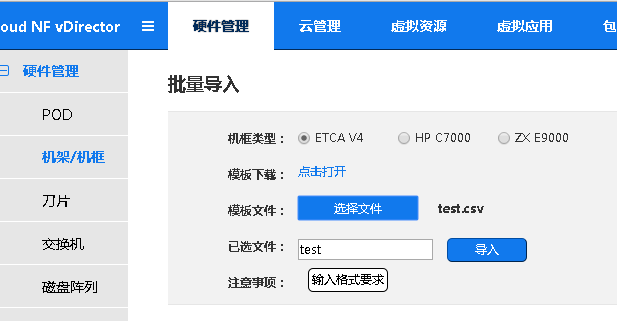 oud NF vDirector
硬件管理
云管理
虚拟资源
虚拟应用
包
硬件管理
POD
机架/机框
刀片
交换机
磁盘阵列
批量导入
机框类型： ETCA V4 HP C7000 ZX E9000
模板下载： 点击打开
模板文件： 选择文件 test.csv
已选文件： test 导入
注意事项： 输入格式要求